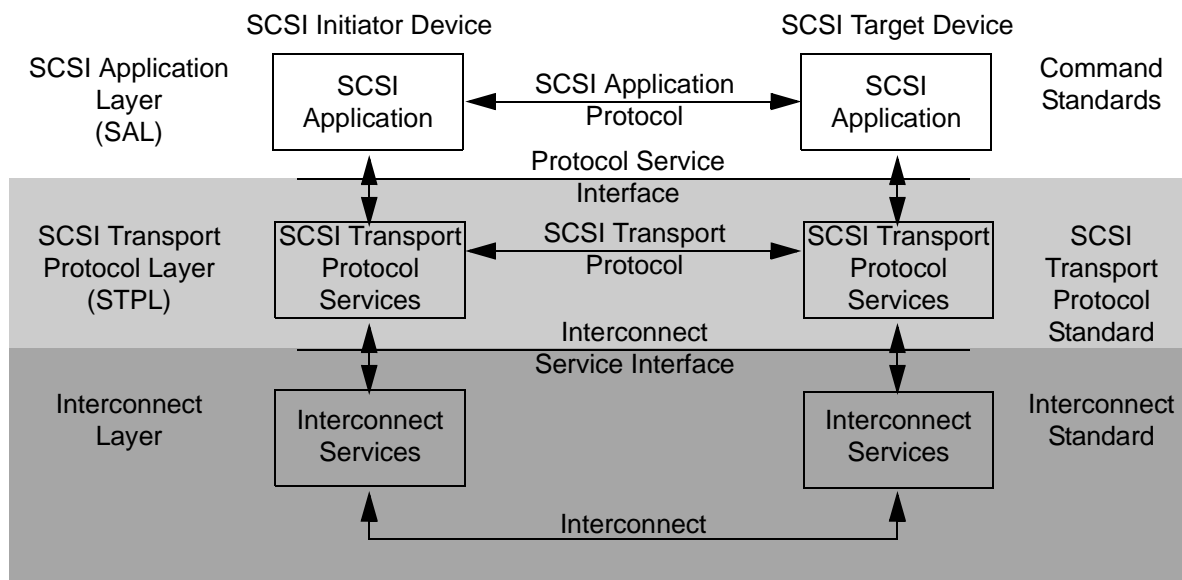 SCSI Initiator Device
SCSI Target Device
SCSI Application
Layer
(SAL)
SCSI
Application
SCSI Application
Protocol
SCSI
Application
Command
Standards
Protocol Service
Interface
SCSI Transport
Protocol Layer
(STPL)
SCSI Transport
Protocol
Services
SCSI Transport
Protocol
SCSI Transport
Protocol
Services
SCSI
Transport
Protocol
Standard
Interconnect
Service Interface
Interconnect
Layer
Interconnect
Services
Interconnect
Services
Interconnect
Standard
Interconnect